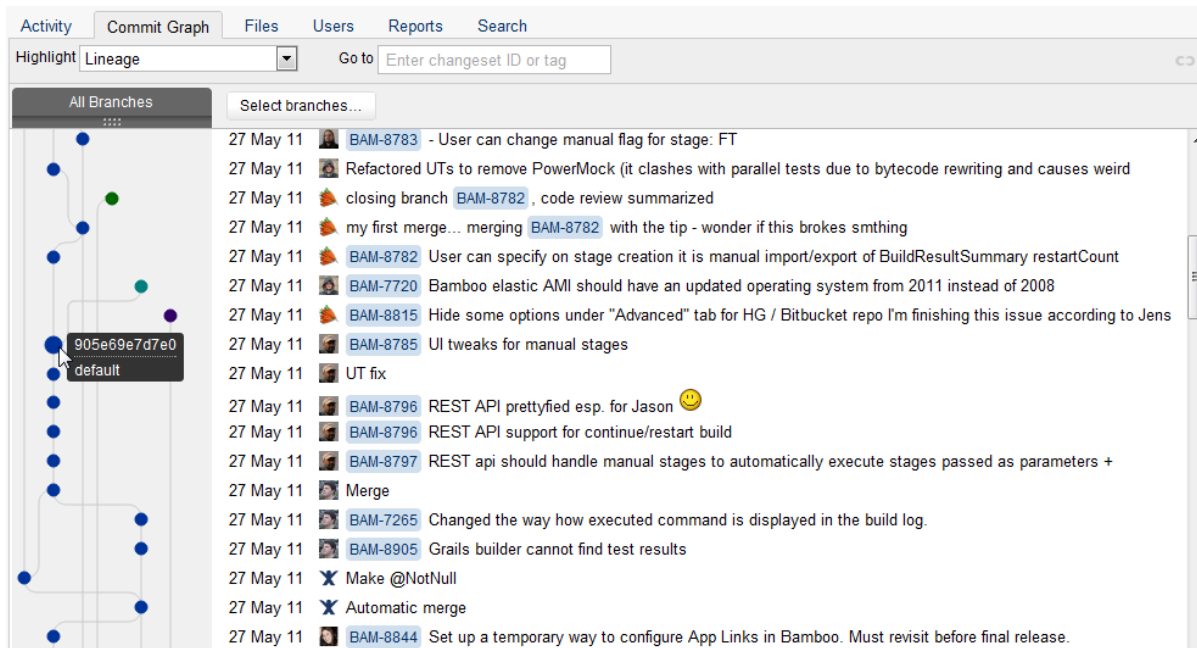 Activity Commit Graph Files Users Reports Search
Highlight Lineage Go to Enter changeset ID or tag
All Branches Select branches...
27 May 11 BAM-8783 - User can change manual flag for stage: FT
27 May 11 Refactored UTs to remove PowerMock (it clashes with parallel tests due to bytecode rewriting and causes weird
27 May 11 closing branch BAM-8782 , code review summarized
27 May 11 my first merge... merging BAM-8782 with the tip - wonder if this brokes smthing
27 May 11 BAM-8782 User can specify on stage creation it is manual import/export of BuildResultSummary restartCount
27 May 11 BAM-7720 Bamboo elastic AMI should have an updated operating system from 2011 instead of 2008
27 May 11 BAM-8815 Hide some options under "Advanced" tab for HG / Bitbucket repo I'm finishing this issue according to Jens
905e69e7d7e0 27 May 11 BAM-8785 UI tweaks for manual stages
default 27 May 11 UT fix
27 May 11 BAM-8796 REST API prettyfied esp. for Jason
27 May 11 BAM-8796 REST API support for continue/restart build
27 May 11 BAM-8797 REST api should handle manual stages to automatically execute stages passed as parameters +
27 May 11 Merge
27 May 11 BAM-7265 Changed the way how executed command is displayed in the build log.
27 May 11 BAM-8905 Grails builder cannot find test results
27 May 11 Make @NotNull
27 May 11 Automatic merge
27 May 11 BAM-8844 Set up a temporary way to configure App Links in Bamboo. Must revisit before final release.